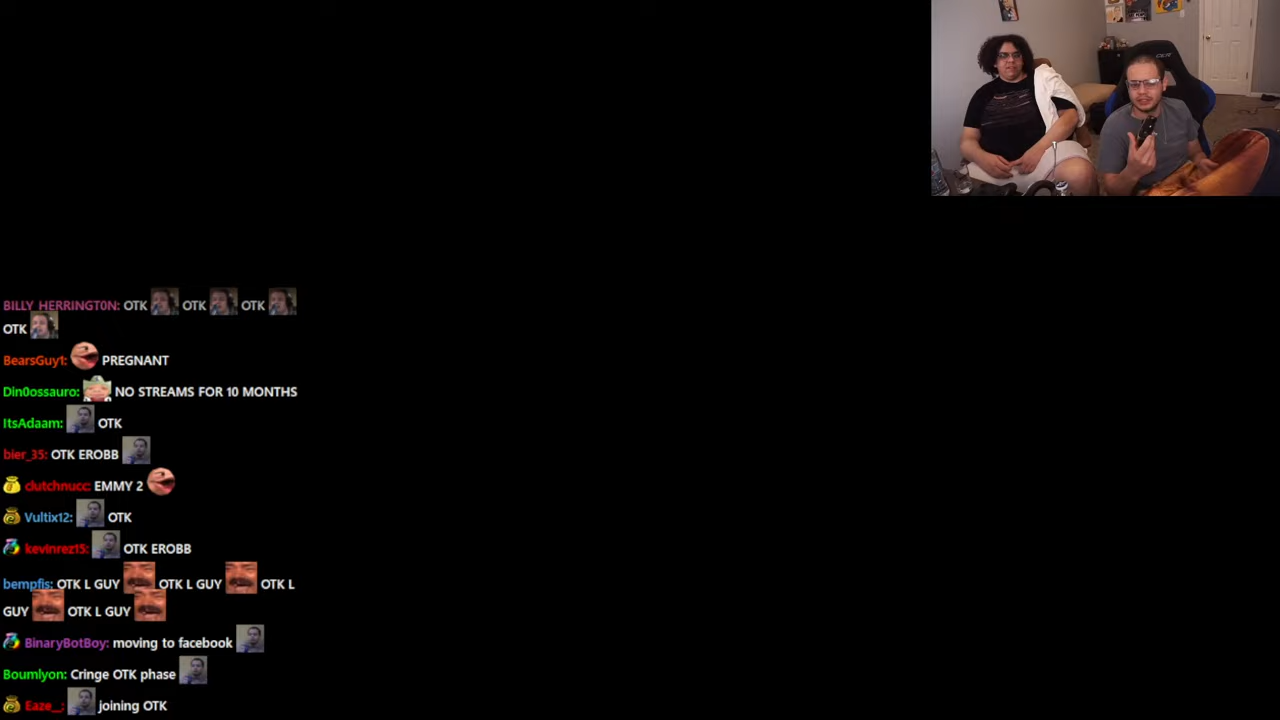 BILLY_HERRINGT0N: OTK OTK OTK
OTK
BearsGuy1: PREGNANT
Din0ossauro: NO STREAMS FOR 10 MONTHS
ItsAdaam: OTK
bier_35: OTK EROBB
clutchnucc: EMMY 2
Vultix12: OTK
kevinrez15: OTK EROBB
bempfis: OTK L GUY OTK L GUY OTK L
GUY OTK L GUY
BinaryBotBoy: moving to facebook
Boumlyon: Cringe OTK phase
Eaze__: joining OTK